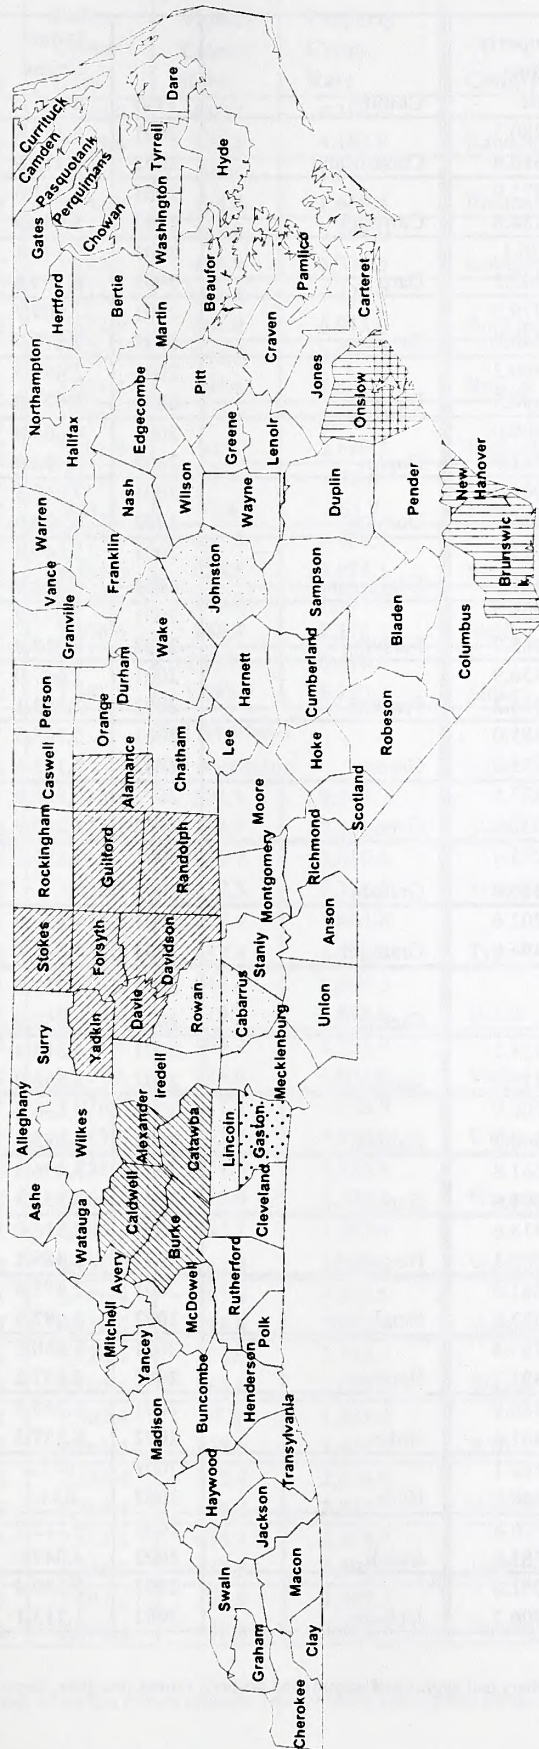 Cherokee
Graham
Clay
Swain
Macon
Jackson
Haywood
Transylvania
Madison
Buncombe
Henderson
Yancey
Mitchell
McDowell
Polk
Rutherford
Avery
Watauga
Ashe
Alleghany
Wilkes
Caldwell
Burke
Cleveland
Alexander
Catawba
Lincoln
Gaston
Iredell
Mecklenburg
Surry
Yadkin
Davie
Rowan
Cabarrus
Union
Stokes
Forsyth
Davidson
Stanly
Anson
Rockingham
Guilford
Randolph
Montgomery
Richmond
Caswell
Alamance
Chatham
Moore
Scotland
Person
Orange
Durham
Lee
Hoke
Robeson
Granville
Vance
Wake
Harnett
Cumberland
Bladen
Columbus
Brunswic
k
Warren
Franklin
Johnston
Sampson
New
Hanover
Pender
Northampton
Halifax
Nash
Wilson
Wayne
Duplin
Onslow
Edgecombe
Pitt
Greene
Lenoir
Jones
Hertford
Bertie
Martin
Beaufor
Craven
Pamlico
Carteret
Gates
Chowan
Perquimans
Pasquotank
Camden
Currituck
Washington
Tyrrell
Dare
Hyde